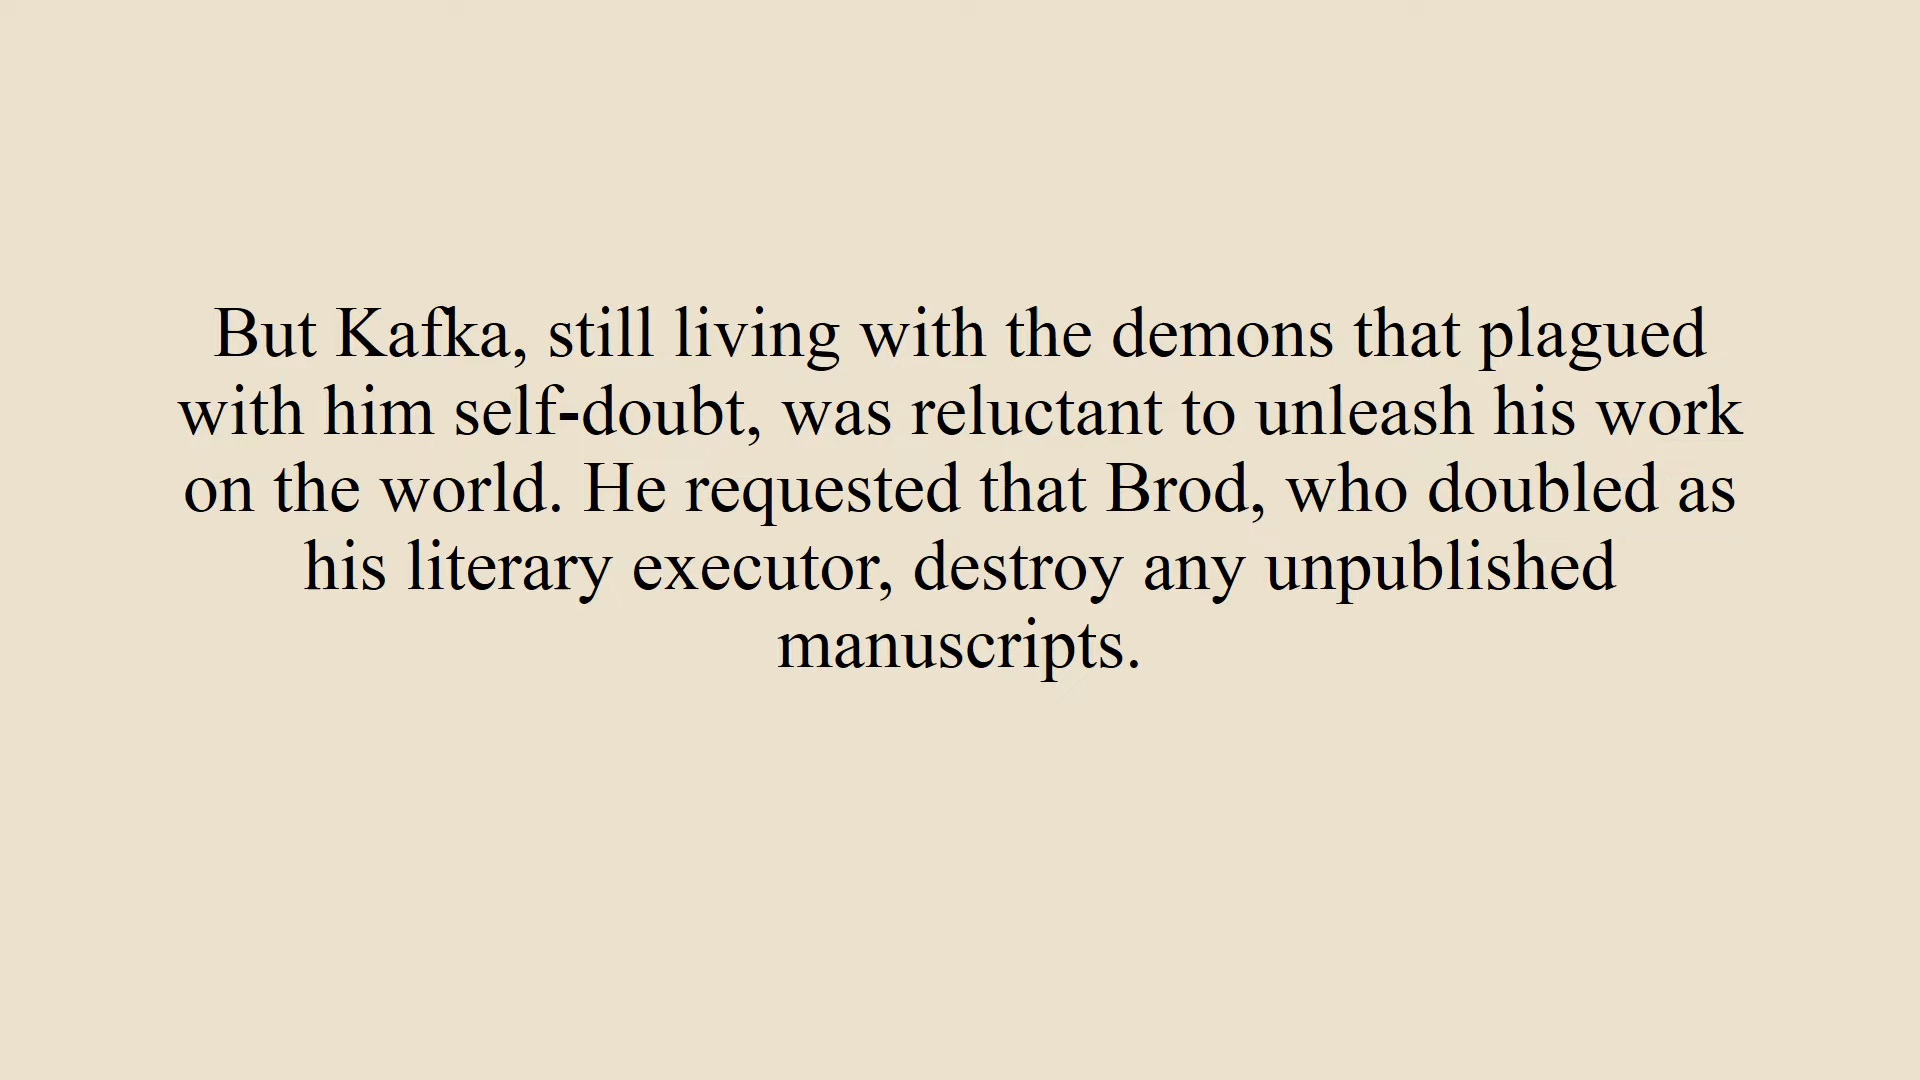 But Kafka, still living with the demons that plagued
with him self-doubt, was reluctant to unleash his work
on the world. He requested that Brod, who doubled as
his literary executor, destroy any unpublished
manuscripts.